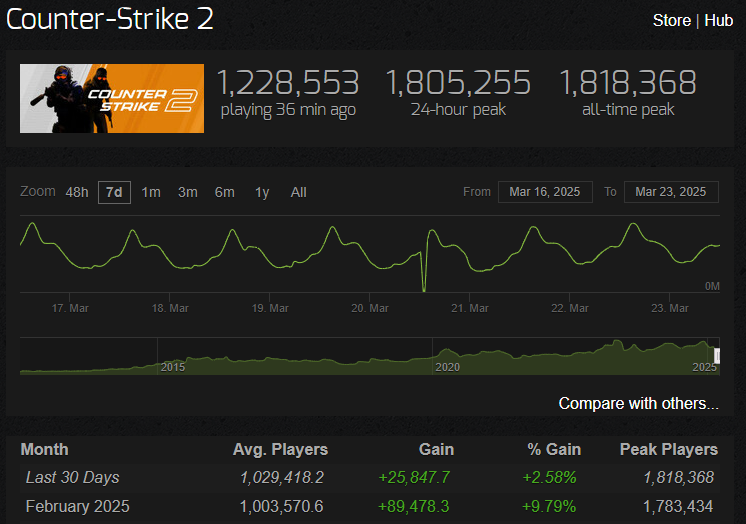 Counter-Strike 2
Store | Hub
COUNTER
STRIKE 2
1,228,553 1,805,255 1,818,368
playing 36 min ago 24-hour peak all-time peak
Zoom 48h 7d 1m 3m 6m 1y All From Mar 16, 2025 To Mar 23, 2025
0M
17. Mar 18. Mar 19. Mar 20. Mar 21. Mar 22. Mar 23. Mar
2015 2020 2025
Compare with others...
Month Avg. Players Gain % Gain Peak Players
Last 30 Days 1,029,418.2 +25,847.7 +2.58% 1,818,368
February 2025 1,003,570.6 +89,478.3 +9.79% 1,783,434